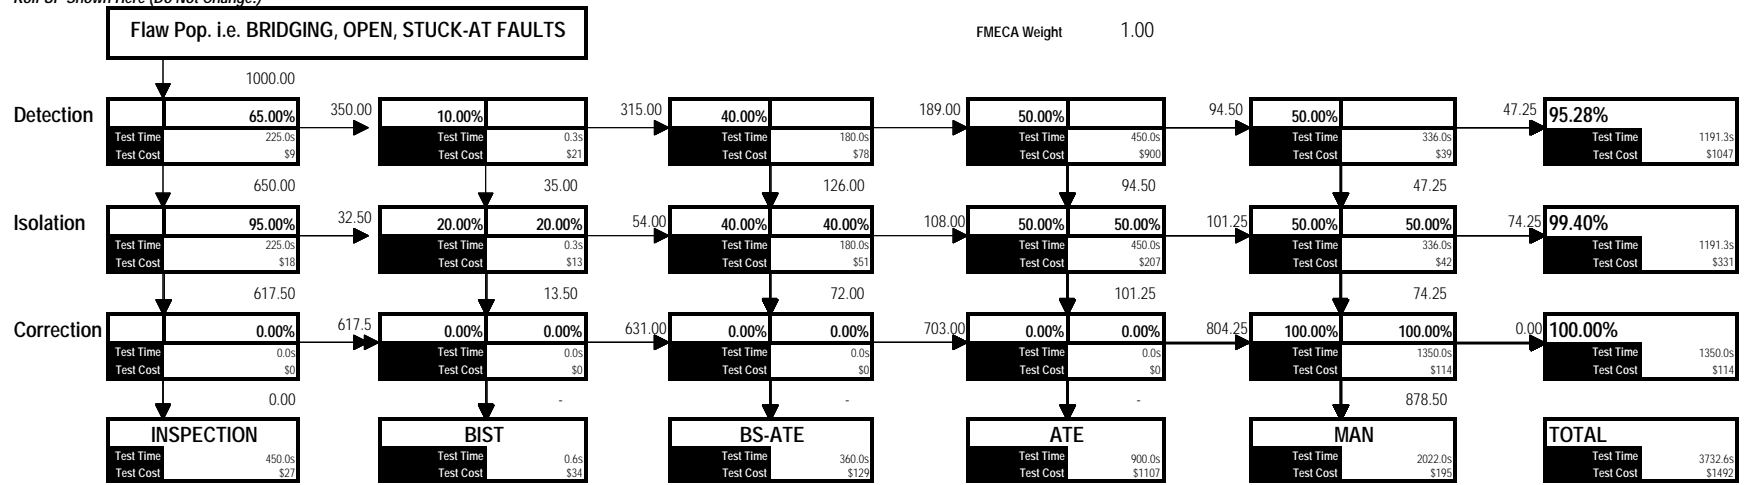 Roll-UP Shown Here (Do Not Change!)
Flaw Pop. i.e. BRIDGING, OPEN, STUCK-AT FAULTS
FMECA Weight 1.00
1000.00
Detection 65.00% 350.00 10.00% 315.00 40.00% 189.00 50.00% 94.50 50.00% 47.25 95.28%
Test Time 225.0s Test Time 0.3s Test Time 180.0s Test Time 450.0s Test Time 336.0s Test Time 1191.3s
Test Cost $9 Test Cost $21 Test Cost $78 Test Cost $900 Test Cost $39 Test Cost $1047
650.00 35.00 126.00 94.50 47.25
Isolation 95.00% 32.50 20.00% 20.00% 54.00 40.00% 40.00% 108.00 50.00% 50.00% 101.25 50.00% 50.00% 74.25 99.40%
Test Time 225.0s Test Time 0.3s Test Time 180.0s Test Time 450.0s Test Time 336.0s Test Time 1191.3s
Test Cost $18 Test Cost $13 Test Cost $51 Test Cost $207 Test Cost $42 Test Cost $331
617.50 13.50 72.00 101.25 74.25
Correction 0.00% 617.5 0.00% 0.00% 631.00 0.00% 0.00% 703.00 0.00% 0.00% 804.25 100.00% 100.00% 0.00 100.00%
Test Time 0.0s Test Time 0.0s Test Time 0.0s Test Time 0.0s Test Time 1350.0s Test Time 1350.0s
Test Cost $0 Test Cost $0 Test Cost $0 Test Cost $0 Test Cost $114 Test Cost $114
0.00 - - - 878.50
INSPECTION BIST BS-ATE ATE MAN TOTAL
Test Time 450.0s Test Time 0.6s Test Time 360.0s Test Time 900.0s Test Time 2022.0s Test Time 3732.6s
Test Cost $27 Test Cost $34 Test Cost $129 Test Cost $1107 Test Cost $195 Test Cost $1492